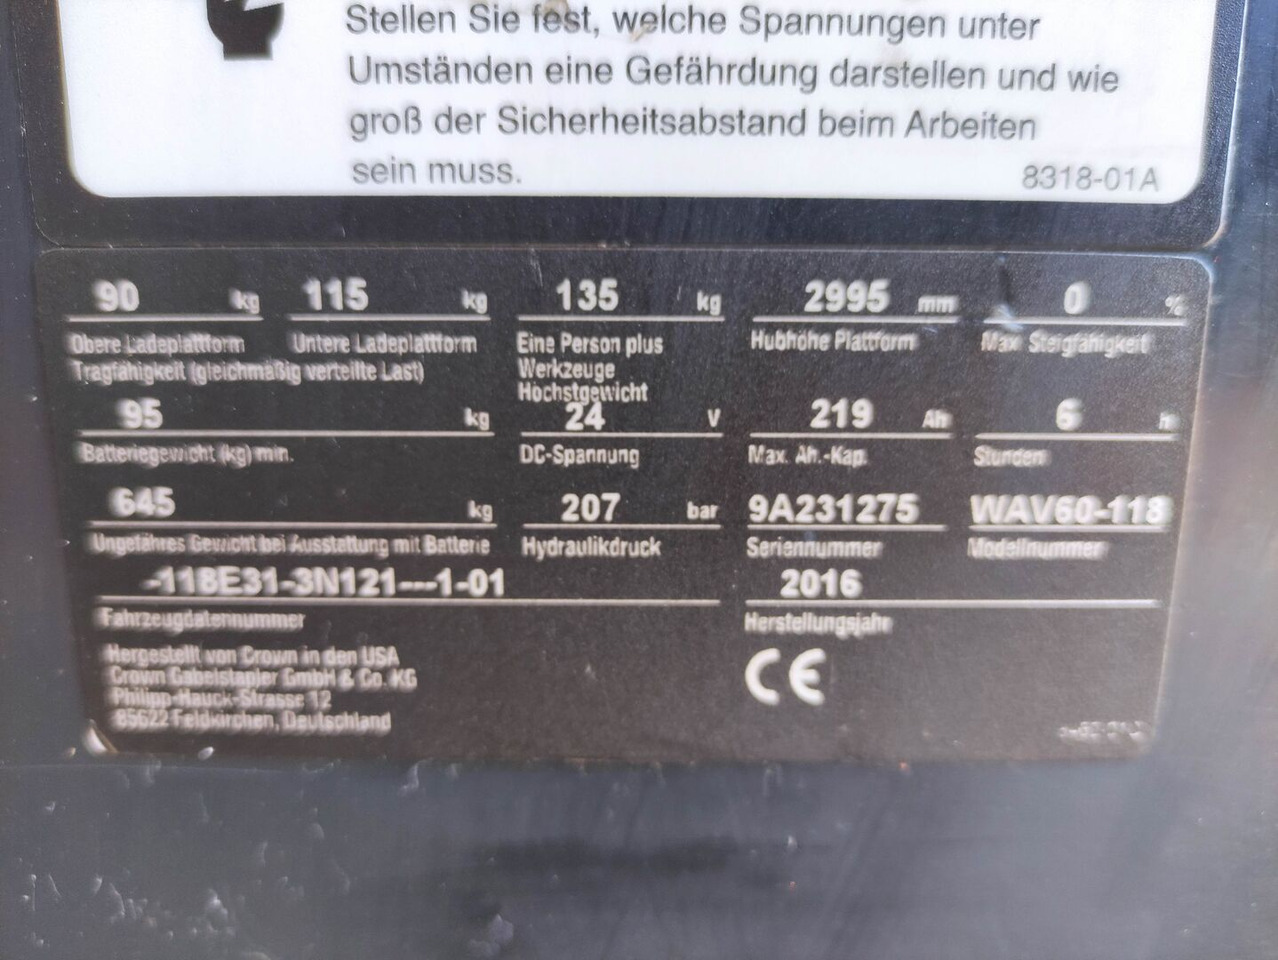 Stellen Sie fest, welche Spannungen unter
Umständen eine Gefährdung darstellen und wie
groß der Sicherheitsabstand beim Arbeiten
sein muss.
8318-01A
90 kg 115 kg 135 kg 2995 mm 0 %
Obere Ladeplattform Untere Ladeplattform Eine Person plus Hubhöhe Plattform Max Steigfähigkeit
Tragfähigkeit (gleichmäßig verteilte Last) Werkzeuge
Höchstgewicht
95 kg 24 V 219 Ah 6 h
Batteriegewicht (kg) min. DC-Spannung Max. Ah.-Kap. Stunden
645 kg 207 bar 9A231275 WAV60-118
Ungefähres Gewicht bei Ausstattung mit Batterie Hydraulikdruck Seriennummer Modellnummer
-118E31-3N121---1-01 2016
Fahrzeugdatennummer Herstellungsjahr
Hergestellt von Crown in den USA
Crown Gabelstapler GmbH & Co. KG
Philipp-Hauck-Strasse 12
85622 Feldkirchen, Deutschland
CE